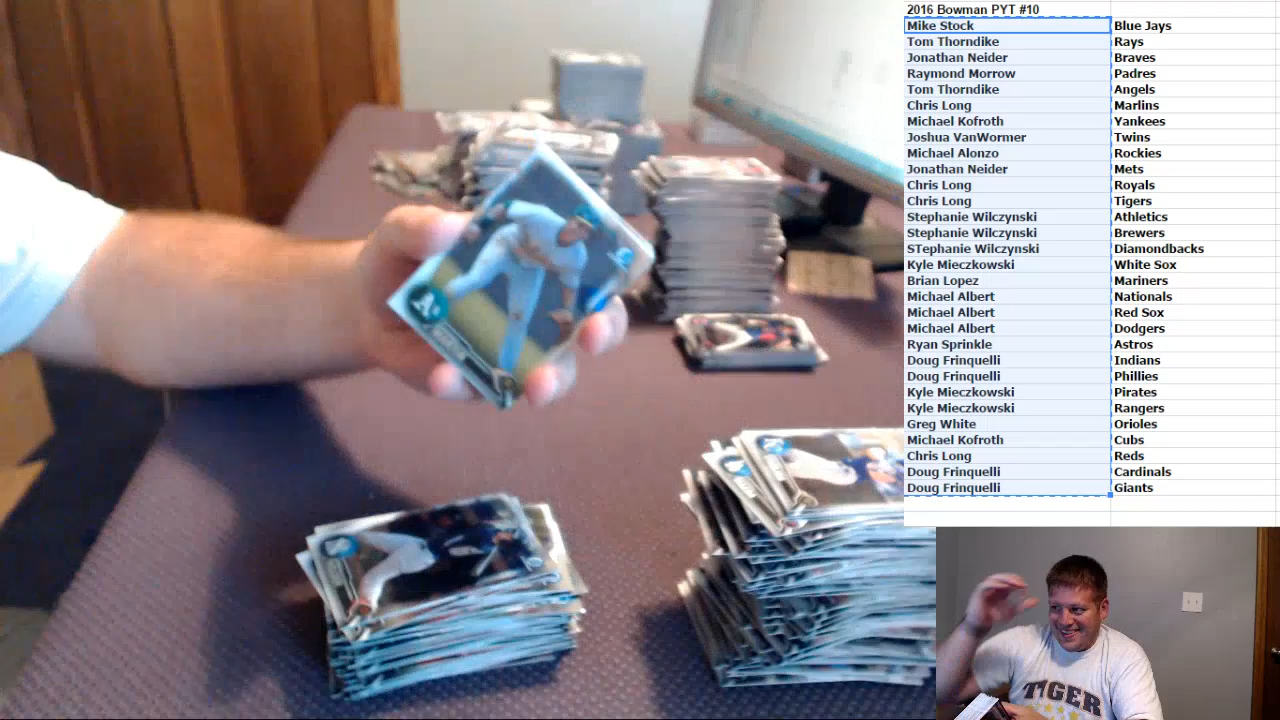 2016 Bowman PYT #10
Mike Stock Blue Jays
Tom Thorndike Rays
Jonathan Neider Braves
Raymond Morrow Padres
Tom Thorndike Angels
Chris Long Marlins
Michael Kofroth Yankees
Joshua VanWormer Twins
Michael Alonzo Rockies
Jonathan Neider Mets
Chris Long Royals
Chris Long Tigers
Stephanie Wilczynski Athletics
Stephanie Wilczynski Brewers
STephanie Wilczynski Diamondbacks
Kyle Mieczkowski White Sox
Brian Lopez Mariners
Michael Albert Nationals
Michael Albert Red Sox
Michael Albert Dodgers
Ryan Sprinkle Astros
Doug Frinquelli Indians
Doug Frinquelli Phillies
Kyle Mieczkowski Pirates
Kyle Mieczkowski Rangers
Greg White Orioles
Michael Kofroth Cubs
Chris Long Reds
Doug Frinquelli Cardinals
Doug Frinquelli Giants
TIGER